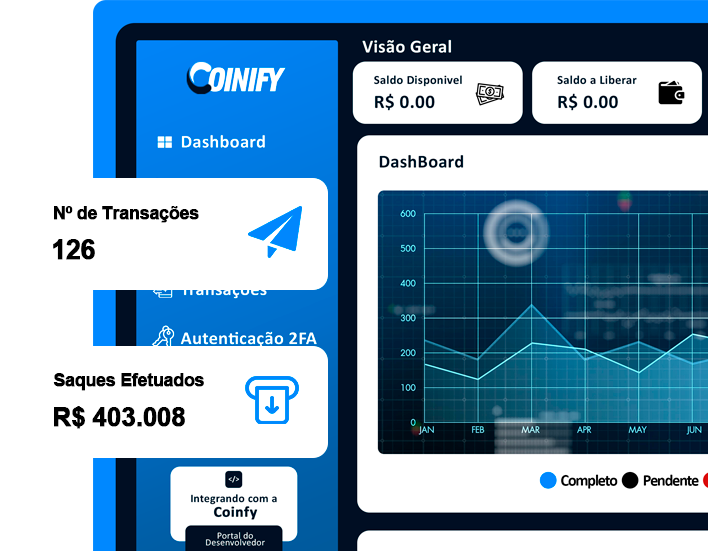 Visão Geral
COINIFY
Saldo Disponivel
R$ 0.00
Saldo a Liberar
R$ 0.00
Dashboard
DashBoard
Nº de Transações
126
Transações
Autenticação 2FA
Saques Efetuados
R$ 403.008
600
500
400
300
200
100
0
JAN FEB MAR APR MAY JUN
Completo Pendente
</>
Integrando com a
Coinfy
Portal do
Desenvolvedor